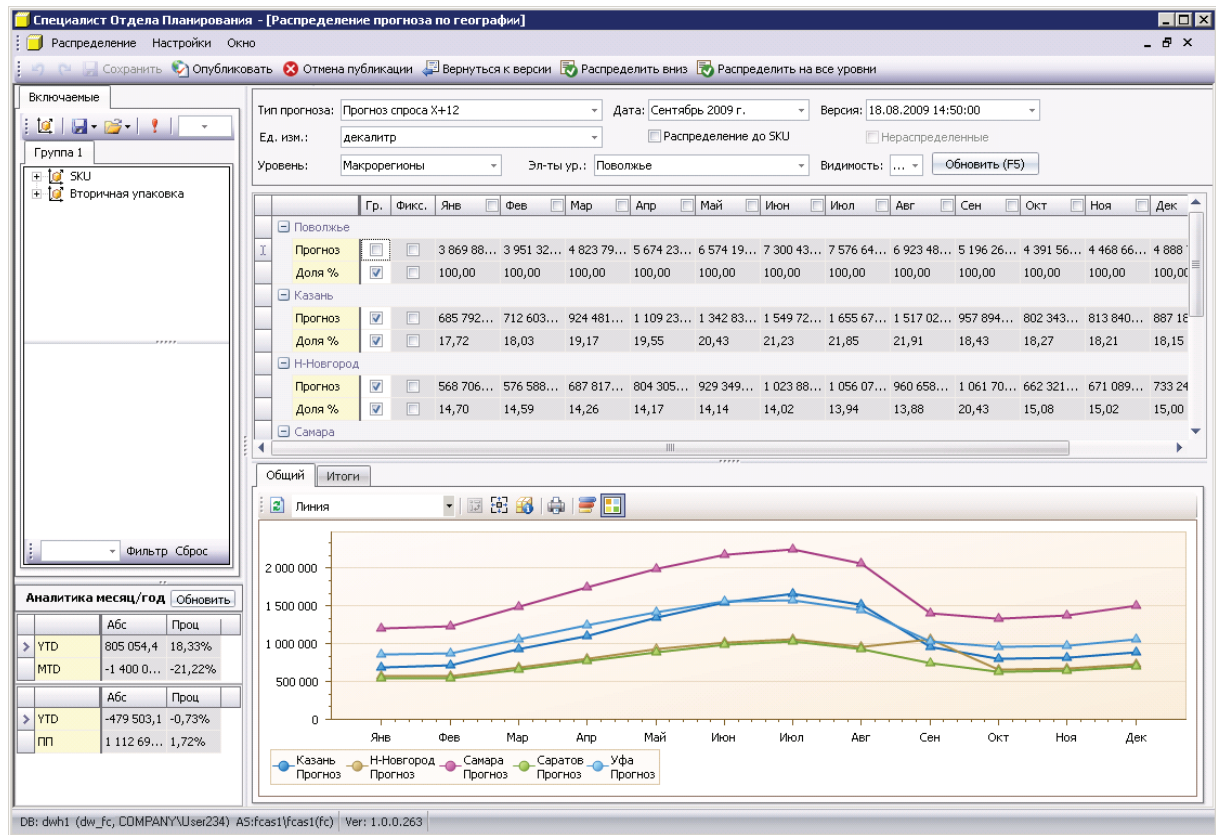 Специалист Отдела Планирования - [Распределение прогноза по географии]
Распределение Настройки Окно
Сохранить Опубликовать Отмена публикации Вернуться к версии Распределить вниз Распределить на все уровни
Включаемые
Группа 1
SKU
Вторичная упаковка
Фильтр Сброс
Тип прогноза: Прогноз спроса X+12 Дата: Сентябрь 2009 г. Версия: 18.08.2009 14:50:00
Ед. изм.: декалитр Распределение до SKU Нераспределенные
Уровень: Макрорегионы Эл-ты ур.: Поволжье Видимость: ... Обновить (F5)
Гр. Фикс. Янв Фев Мар Апр Май Июн Июл Авг Сен Окт Ноя Дек
Поволжье
Прогноз 3 869 88... 3 951 32... 4 823 79... 5 674 23... 6 574 19... 7 300 43... 7 576 64... 6 923 48... 5 196 26... 4 391 56... 4 468 66... 4 888
Доля % 100,00 100,00 100,00 100,00 100,00 100,00 100,00 100,00 100,00 100,00 100,00 100,00
Казань
Прогноз 685 792... 712 603... 924 481... 1 109 23... 1 342 83... 1 549 72... 1 655 67... 1 517 02... 957 894... 802 343... 813 840... 887 18
Доля % 17,72 18,03 19,17 19,55 20,43 21,23 21,85 21,91 18,43 18,27 18,21 18,15
Н-Новгород
Прогноз 568 706... 576 588... 687 817... 804 305... 929 349... 1 023 88... 1 056 07... 960 658... 1 061 70... 662 321... 671 089... 733 24
Доля % 14,70 14,59 14,26 14,17 14,14 14,02 13,94 13,88 20,43 15,08 15,02 15,00
Самара
Общий Итоги
Линия
2 000 000
1 500 000
1 000 000
500 000
0
Янв Фев Мар Апр Май Июн Июл Авг Сен Окт Ноя Дек
Казань Н-Новгород Самара Саратов Уфа
Прогноз Прогноз Прогноз Прогноз Прогноз
Аналитика месяц/год Обновить
Абс Проц
YTD 805 054,4 18,33%
MTD -1 400 0... -21,22%
Абс Проц
YTD -479 503,1 -0,73%
ПП 1 112 69... 1,72%
DB: dwh1 (dw_fc, COMPANY\User234) AS:fcas1\fcas1(fc) Ver: 1.0.0.263